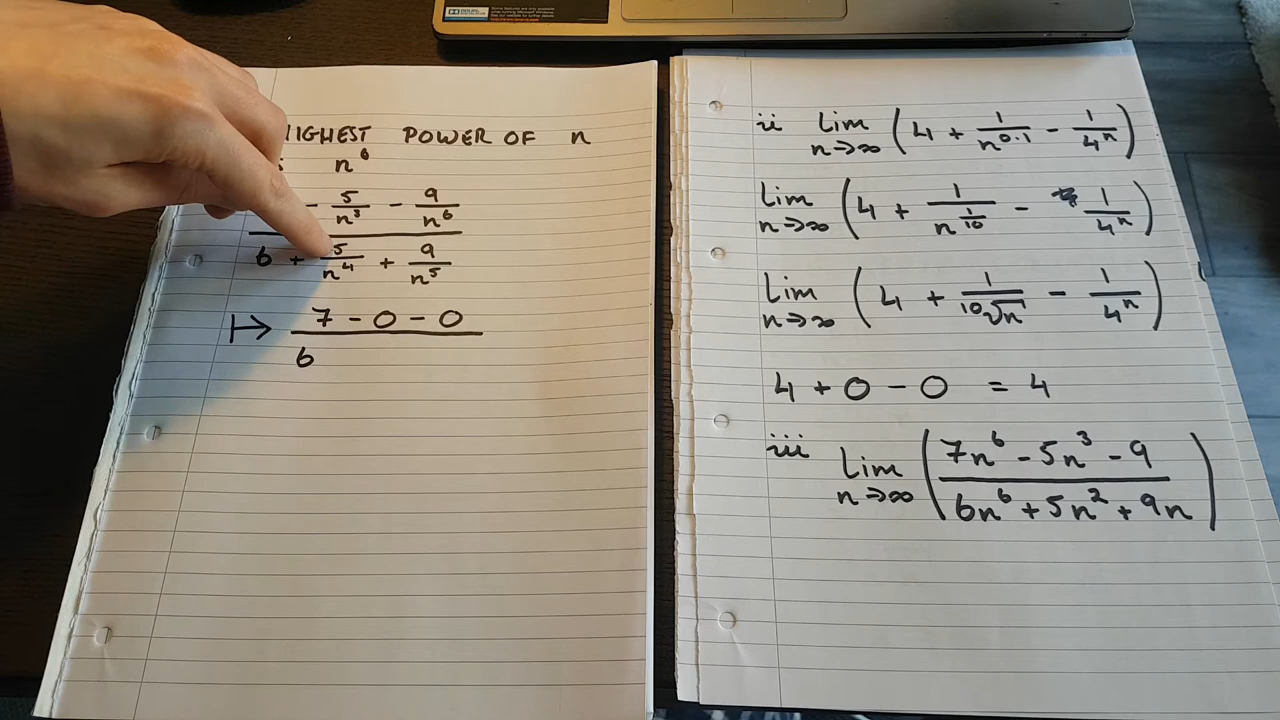 IGHEST POWER OF n
: n⁶
- 5/n³ - 9/n⁶
6 + 5/n⁴ + 9/n⁵
↦ 7 - 0 - 0
6
ii Lim n→∞ (4 + 1/n^0.1 - 1/4ⁿ)
Lim n→∞ (4 + 1/n^(1/10) - 1/4ⁿ)
Lim n→∞ (4 + 1/¹⁰√n - 1/4ⁿ)
4 + 0 - 0 = 4
iii Lim n→∞ (7n⁶ - 5n³ - 9 / 6n⁶ + 5n² + 9n)